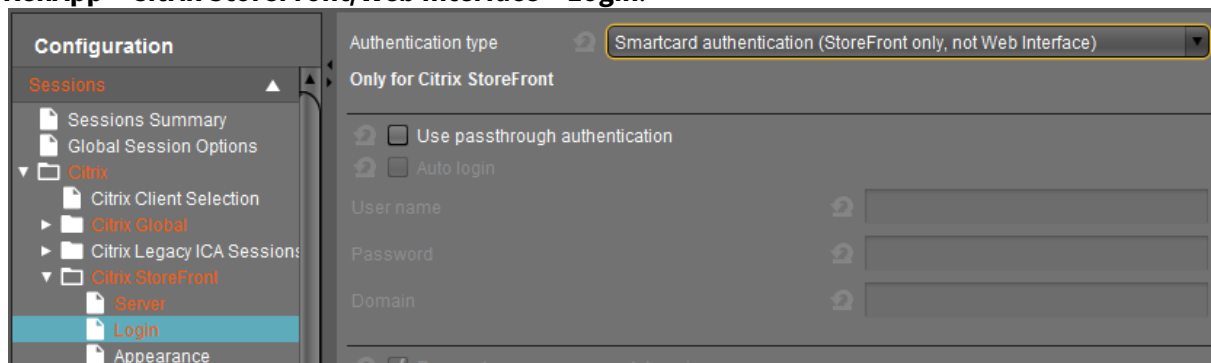 Configuration
Sessions
Sessions Summary
Global Session Options
Citrix
Citrix Client Selection
Citrix Global
Citrix Legacy ICA Sessions
Citrix StoreFront
Server
Login
Appearance
Authentication type
Smartcard authentication (StoreFront only, not Web Interface)
Only for Citrix StoreFront
Use passthrough authentication
Auto login
User name
Password
Domain